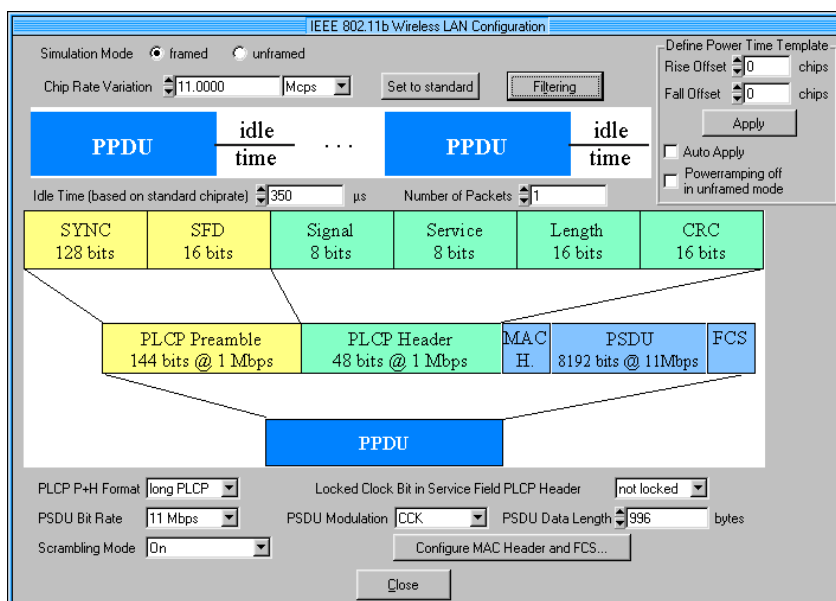 IEEE 802.11b Wireless LAN Configuration
Simulation Mode framed unframed
Chip Rate Variation 11.0000 Mcps Set to standard Filtering
Define Power Time Template
Rise Offset 0 chips
Fall Offset 0 chips
Apply
Auto Apply
Powerramping off
in unframed mode
PPDU idle time . . . PPDU idle time
Idle Time (based on standard chiprate) 350 µs Number of Packets 1
SYNC SFD Signal Service Length CRC
128 bits 16 bits 8 bits 8 bits 16 bits 16 bits
PLCP Preamble PLCP Header MAC PSDU FCS
144 bits @ 1 Mbps 48 bits @ 1 Mbps H. 8192 bits @ 11Mbps
PPDU
PLCP P+H Format long PLCP Locked Clock Bit in Service Field PLCP Header not locked
PSDU Bit Rate 11 Mbps PSDU Modulation CCK PSDU Data Length 996 bytes
Scrambling Mode On Configure MAC Header and FCS...
Close